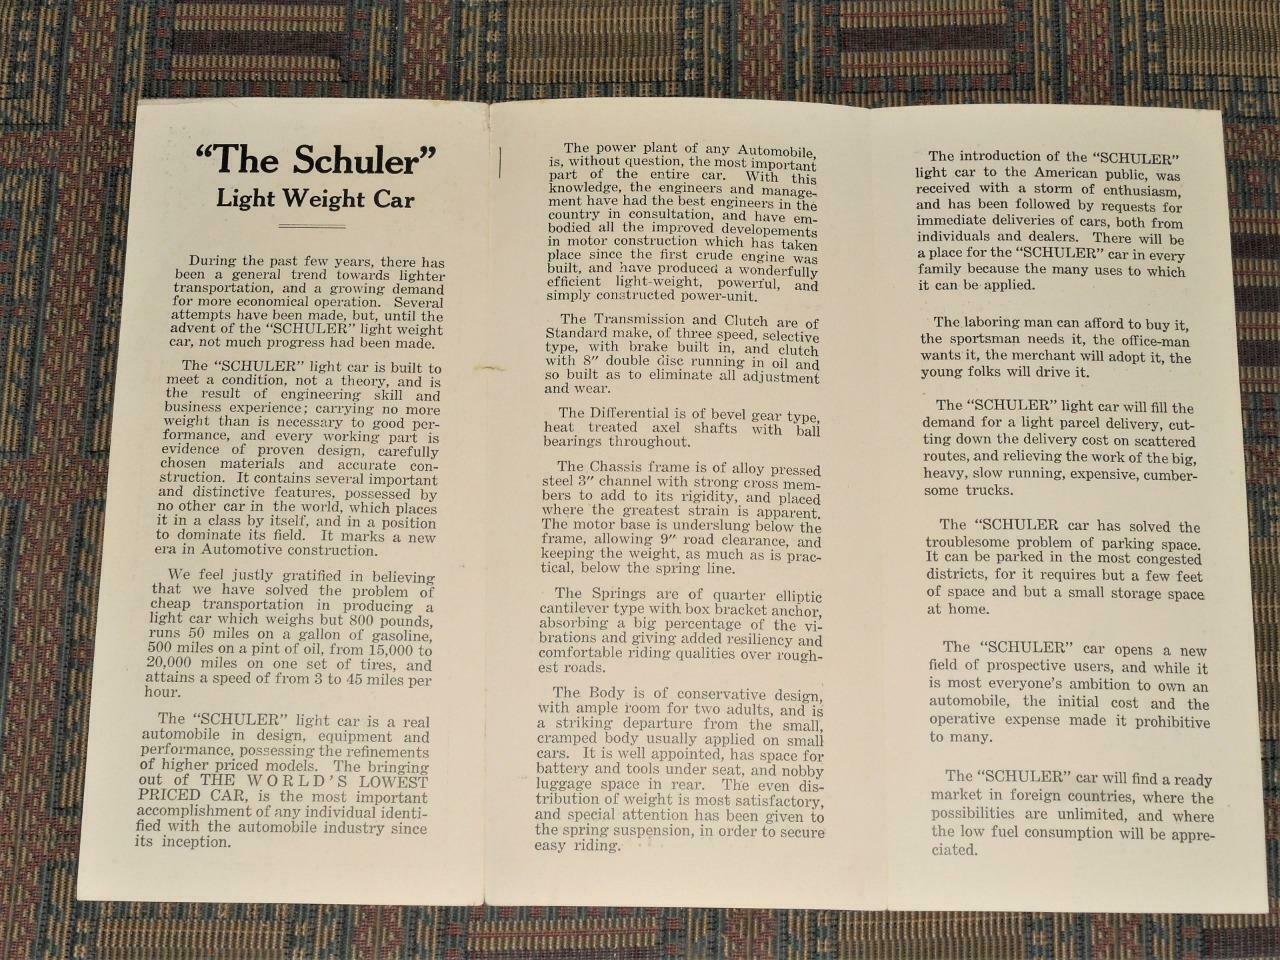 "The Schuler"
Light Weight Car
During the past few years, there has
been a general trend towards lighter
transportation, and a growing demand
for more economical operation. Several
attempts have been made, but, until the
advent of the "SCHULER" light weight
car, not much progress had been made.
The "SCHULER" light car is built to
meet a condition, not a theory, and is
the result of engineering skill and
business experience; carrying no more
weight than is necessary to good per-
formance, and every working part is
evidence of proven design, carefully
chosen materials and accurate con-
struction. It contains several important
and distinctive features, possessed by
no other car in the world, which places
it in a class by itself, and in a position
to dominate its field. It marks a new
era in Automotive construction.
We feel justly gratified in believing
that we have solved the problem of
cheap transportation in producing a
light car which weighs but 800 pounds,
runs 50 miles on a gallon of gasoline,
500 miles on a pint of oil, from 15,000 to
20,000 miles on one set of tires, and
attains a speed of from 3 to 45 miles per
hour.
The "SCHULER" light car is a real
automobile in design, equipment and
performance, possessing the refinements
of higher priced models. The bringing
out of THE WORLD'S LOWEST
PRICED CAR, is the most important
accomplishment of any individual identi-
fied with the automobile industry since
its inception.
The power plant of any Automobile,
is, without question, the most important
part of the entire car. With this
knowledge, the engineers and manage-
ment have had the best engineers in the
country in consultation, and have em-
bodied all the improved developements
in motor construction which has taken
place since the first crude engine was
built, and have produced a wonderfully
efficient light-weight, powerful, and
simply constructed power-unit.
The Transmission and Clutch are of
Standard make, of three speed, selective
type, with brake built in, and clutch
with 8" double disc running in oil and
so built as to eliminate all adjustment
and wear.
The Differential is of bevel gear type,
heat treated axel shafts with ball
bearings throughout.
The Chassis frame is of alloy pressed
steel 3" channel with strong cross mem-
bers to add to its rigidity, and placed
where the greatest strain is apparent.
The motor base is underslung below the
frame, allowing 9" road clearance, and
keeping the weight, as much as is prac-
tical, below the spring line.
The Springs are of quarter elliptic
cantilever type with box bracket anchor,
absorbing a big percentage of the vi-
brations and giving added resiliency and
comfortable riding qualities over rough-
est roads.
The Body is of conservative design,
with ample room for two adults, and is
a striking departure from the small,
cramped body usually applied on small
cars. It is well appointed, has space for
battery and tools under seat, and nobby
luggage space in rear. The even dis-
tribution of weight is most satisfactory,
and special attention has been given to
the spring suspension, in order to secure
easy riding.
The introduction of the "SCHULER"
light car to the American public, was
received with a storm of enthusiasm,
and has been followed by requests for
immediate deliveries of cars, both from
individuals and dealers. There will be
a place for the "SCHULER" car in every
family because the many uses to which
it can be applied.
The laboring man can afford to buy it,
the sportsman needs it, the office-man
wants it, the merchant will adopt it, the
young folks will drive it.
The "SCHULER" light car will fill the
demand for a light parcel delivery, cut-
ting down the delivery cost on scattered
routes, and relieving the work of the big,
heavy, slow running, expensive, cumber-
some trucks.
The "SCHULER car has solved the
troublesome problem of parking space.
It can be parked in the most congested
districts, for it requires but a few feet
of space and but a small storage space
at home.
The "SCHULER" car opens a new
field of prospective users, and while it
is most everyone's ambition to own an
automobile, the initial cost and the
operative expense made it prohibitive
to many.
The "SCHULER" car will find a ready
market in foreign countries, where the
possibilities are unlimited, and where
the low fuel consumption will be appre-
ciated.